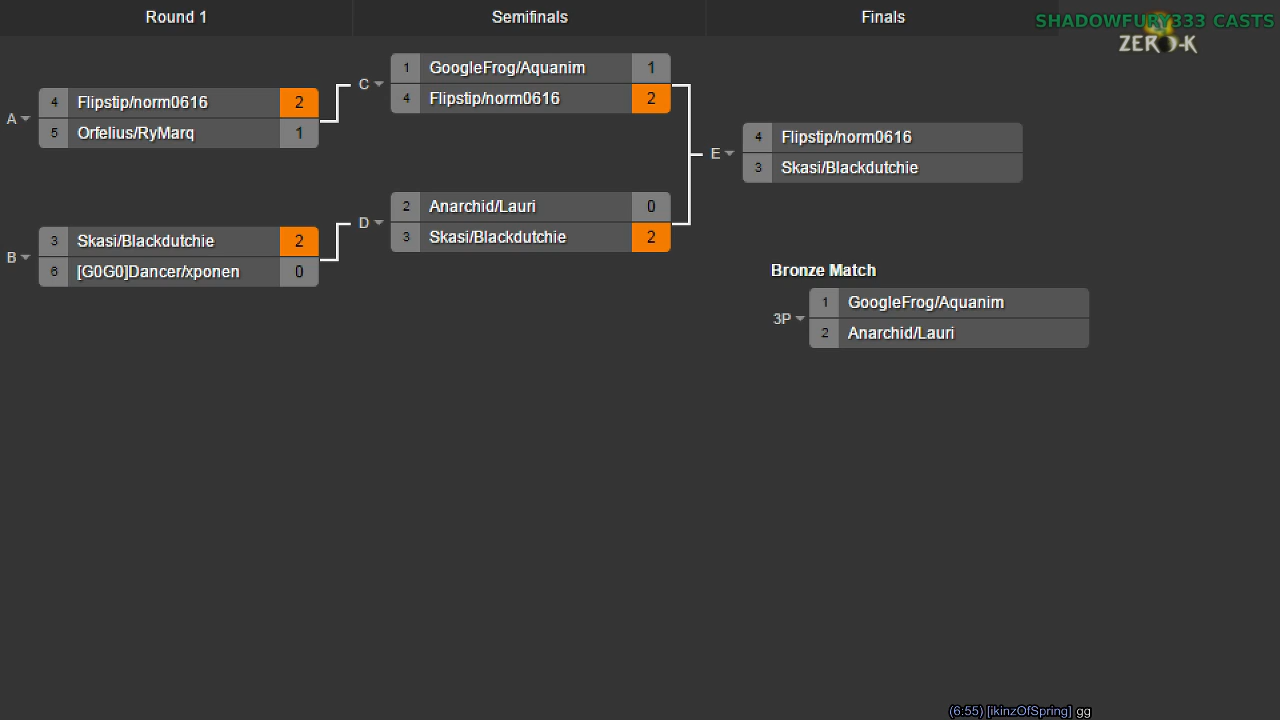 Round 1
Semifinals
Finals
SHADOWFURY333 CASTS
ZERO-K
A
4 Flipstip/norm0616 2
5 Orfelius/RyMarq 1
B
3 Skasi/Blackdutchie 2
6 [G0G0]Dancer/xponen 0
C
1 GoogleFrog/Aquanim 1
4 Flipstip/norm0616 2
D
2 Anarchid/Lauri 0
3 Skasi/Blackdutchie 2
E
4 Flipstip/norm0616
3 Skasi/Blackdutchie
Bronze Match
3P
1 GoogleFrog/Aquanim
2 Anarchid/Lauri
(6:55) [ikinzOfSpring] gg